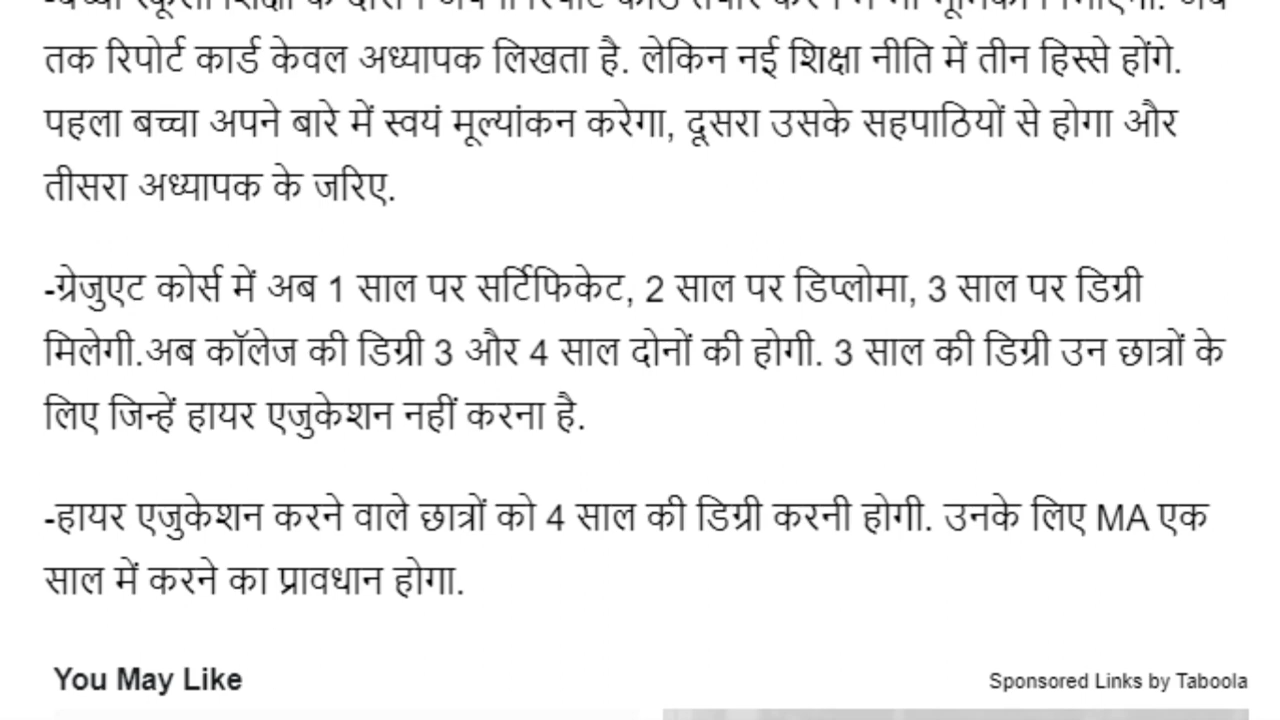 तक रिपोर्ट कार्ड केवल अध्यापक लिखता है. लेकिन नई शिक्षा नीति में तीन हिस्से होंगे.
पहला बच्चा अपने बारे में स्वयं मूल्यांकन करेगा, दूसरा उसके सहपाठियों से होगा और
तीसरा अध्यापक के जरिए.
-ग्रेजुएट कोर्स में अब 1 साल पर सर्टिफिकेट, 2 साल पर डिप्लोमा, 3 साल पर डिग्री
मिलेगी.अब कॉलेज की डिग्री 3 और 4 साल दोनों की होगी. 3 साल की डिग्री उन छात्रों के
लिए जिन्हें हायर एजुकेशन नहीं करना है.
-हायर एजुकेशन करने वाले छात्रों को 4 साल की डिग्री करनी होगी. उनके लिए MA एक
साल में करने का प्रावधान होगा.
You May Like
Sponsored Links by Taboola